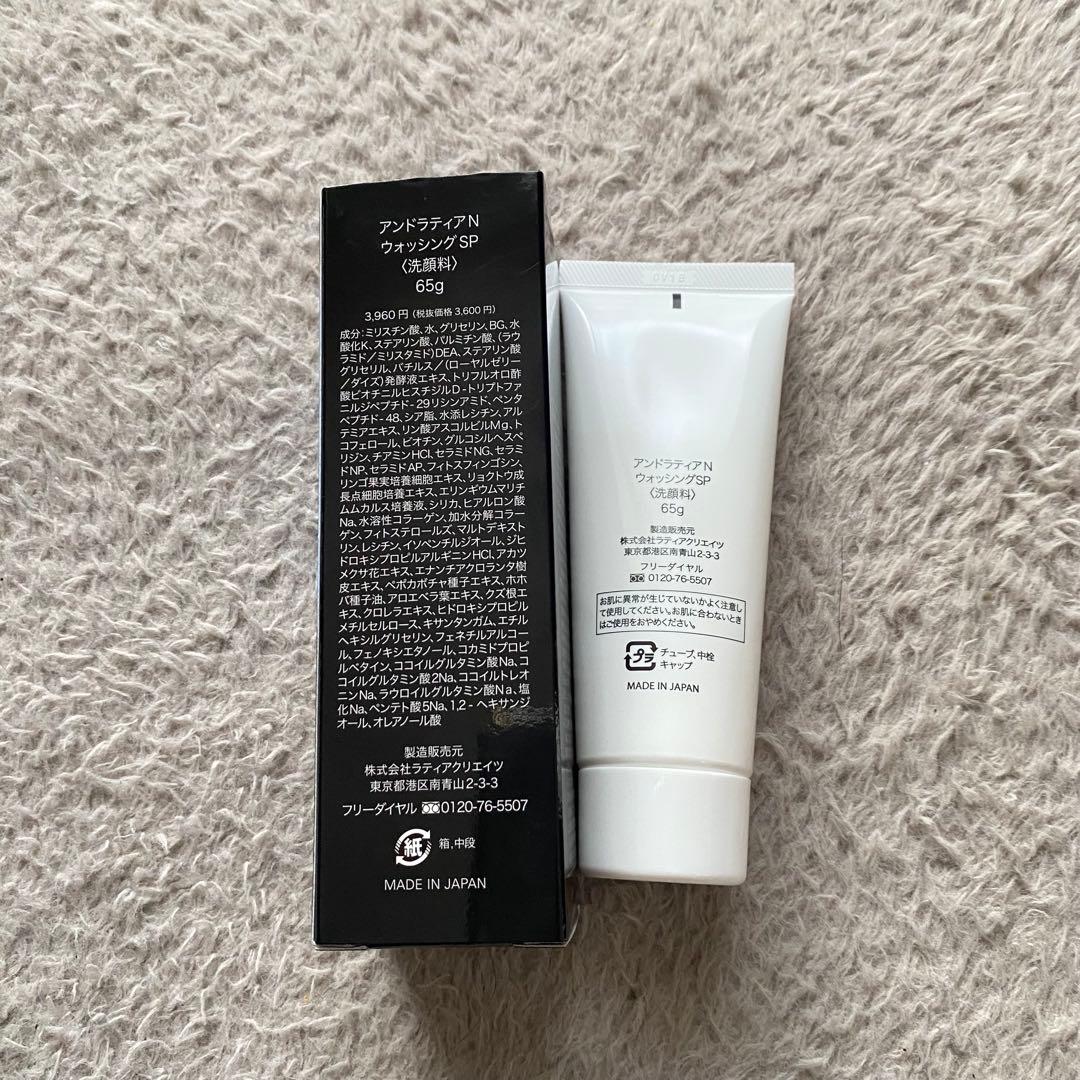 アンドラティアN
ウォッシングSP
〈洗顔料〉
65g
3,960円(税抜価格3,600円)
成分:ミリスチン酸、水、グリセリン、BG、水
酸化K、ステアリン酸、パルミチン酸、(ラウ
ラミド/ミリスタミド)DEA、ステアリン酸
グリセリル、バチルス/(ローヤルゼリー
/ダイズ)発酵液エキス、トリフルオロ酢
酸ビオチニルヒスチジルD-トリプトファ
ニルジペプチド-29リシンアミド、ペンタ
ペプチド-48、シア脂、水添レシチン、アル
テミアエキス、リン酸アスコルビルMg、ト
コフェロール、ビオチン、グルコシルヘスペ
リジン、チアミンHCl、セラミドNG、セラミ
ドNP、セラミドAP、フィトスフィンゴシン、
リンゴ果実培養細胞エキス、リョクトウ成
長点細胞培養エキス、エリンギウムマリチ
ムムカルス培養液、シリカ、ヒアルロン酸
Na、水溶性コラーゲン、加水分解コラー
ゲン、フィトステロールズ、マルトデキスト
リン、レシチン、イソペンチルジオール、ジヒ
ドロキシプロピルアルギニンHCl、アカツ
メクサ花エキス、エナンチアクロランタ樹
皮エキス、ペポカボチャ種子エキス、ホホ
バ種子油、アロエベラ葉エキス、クズ根エ
キス、クロレラエキス、ヒドロキシプロピル
メチルセルロース、キサンタンガム、エチル
ヘキシルグリセリン、フェネチルアルコー
ル、フェノキシエタノール、コカミドプロピ
ルベタイン、ココイルグルタミン酸Na、コ
コイルグルタミン酸2Na、ココイルトレオ
ニンNa、ラウロイルグルタミン酸Na、塩
化Na、ペンテト酸5Na、1,2-ヘキサンジ
オール、オレアノール酸
製造販売元
株式会社ラティアクリエイツ
東京都港区南青山2-3-3
フリーダイヤル 0120-76-5507
紙 箱,中段
MADE IN JAPAN
アンドラティアN
ウォッシングSP
〈洗顔料〉
65g
製造販売元
株式会社ラティアクリエイツ
東京都港区南青山2-3-3
フリーダイヤル
0120-76-5507
お肌に異常が生じていないかよく注意し
て使用してください。お肌に合わないとき
はご使用をおやめください。
プラ チューブ、中栓
キャップ
MADE IN JAPAN